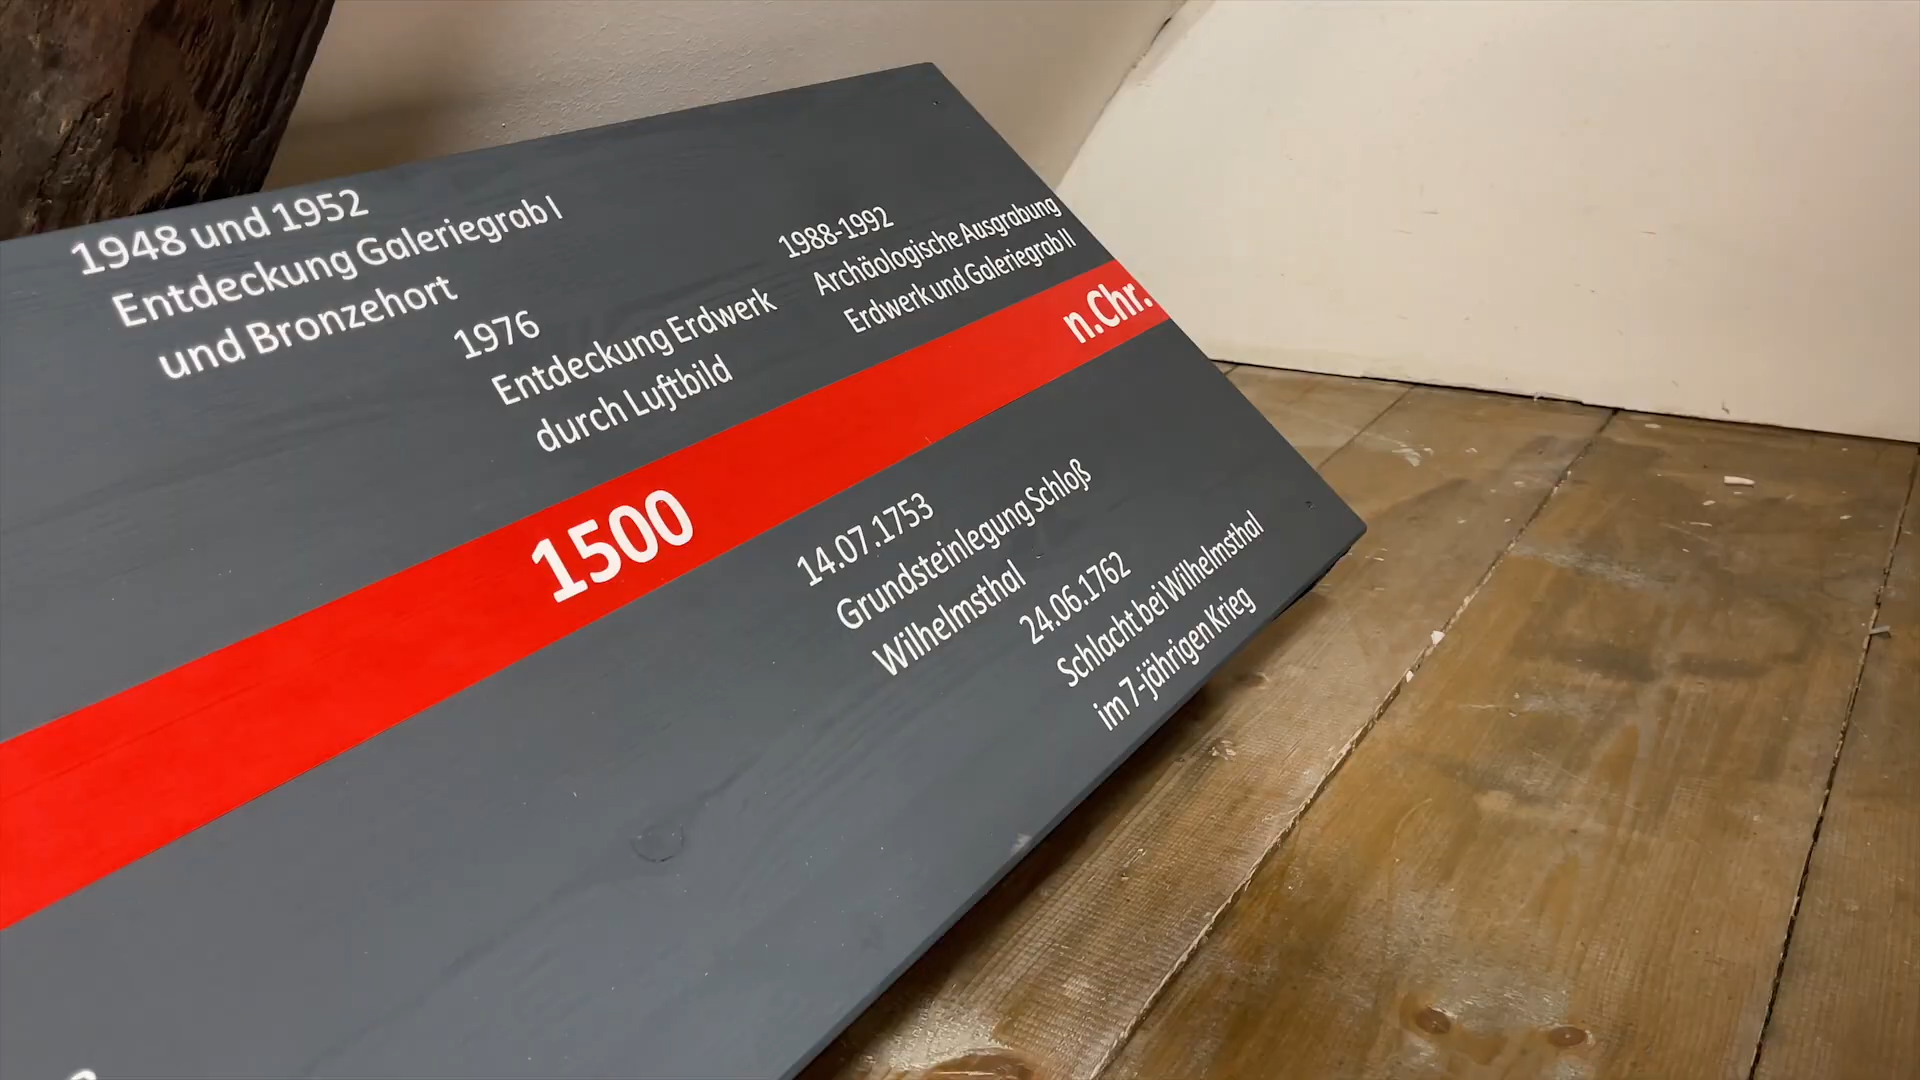 1948 und 1952
Entdeckung Galeriegrab I
und Bronzehort
1976
Entdeckung Erdwerk
durch Luftbild
1988-1992
Archäologische Ausgrabung
Erdwerk und Galeriegrab II
1500
n.Chr.
14.07.1753
Grundsteinlegung Schloß
Wilhelmsthal
24.06.1762
Schlacht bei Wilhelmsthal
im 7-jährigen Krieg